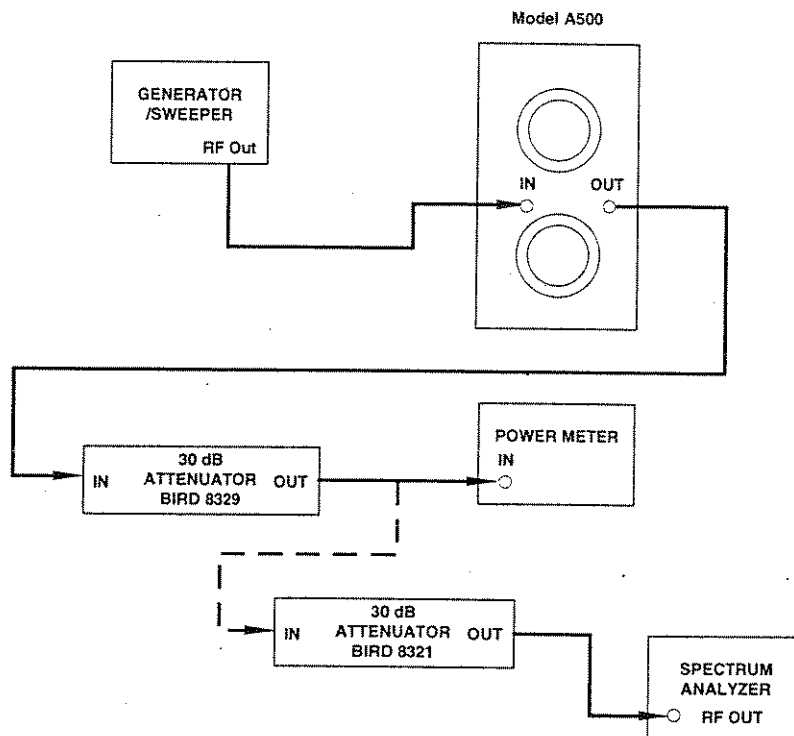 Model A500
GENERATOR
/SWEEPER
RF Out
IN OUT
POWER METER
IN
30 dB
IN ATTENUATOR OUT
BIRD 8329
30 dB
IN ATTENUATOR OUT
BIRD 8321
SPECTRUM
ANALYZER
RF OUT